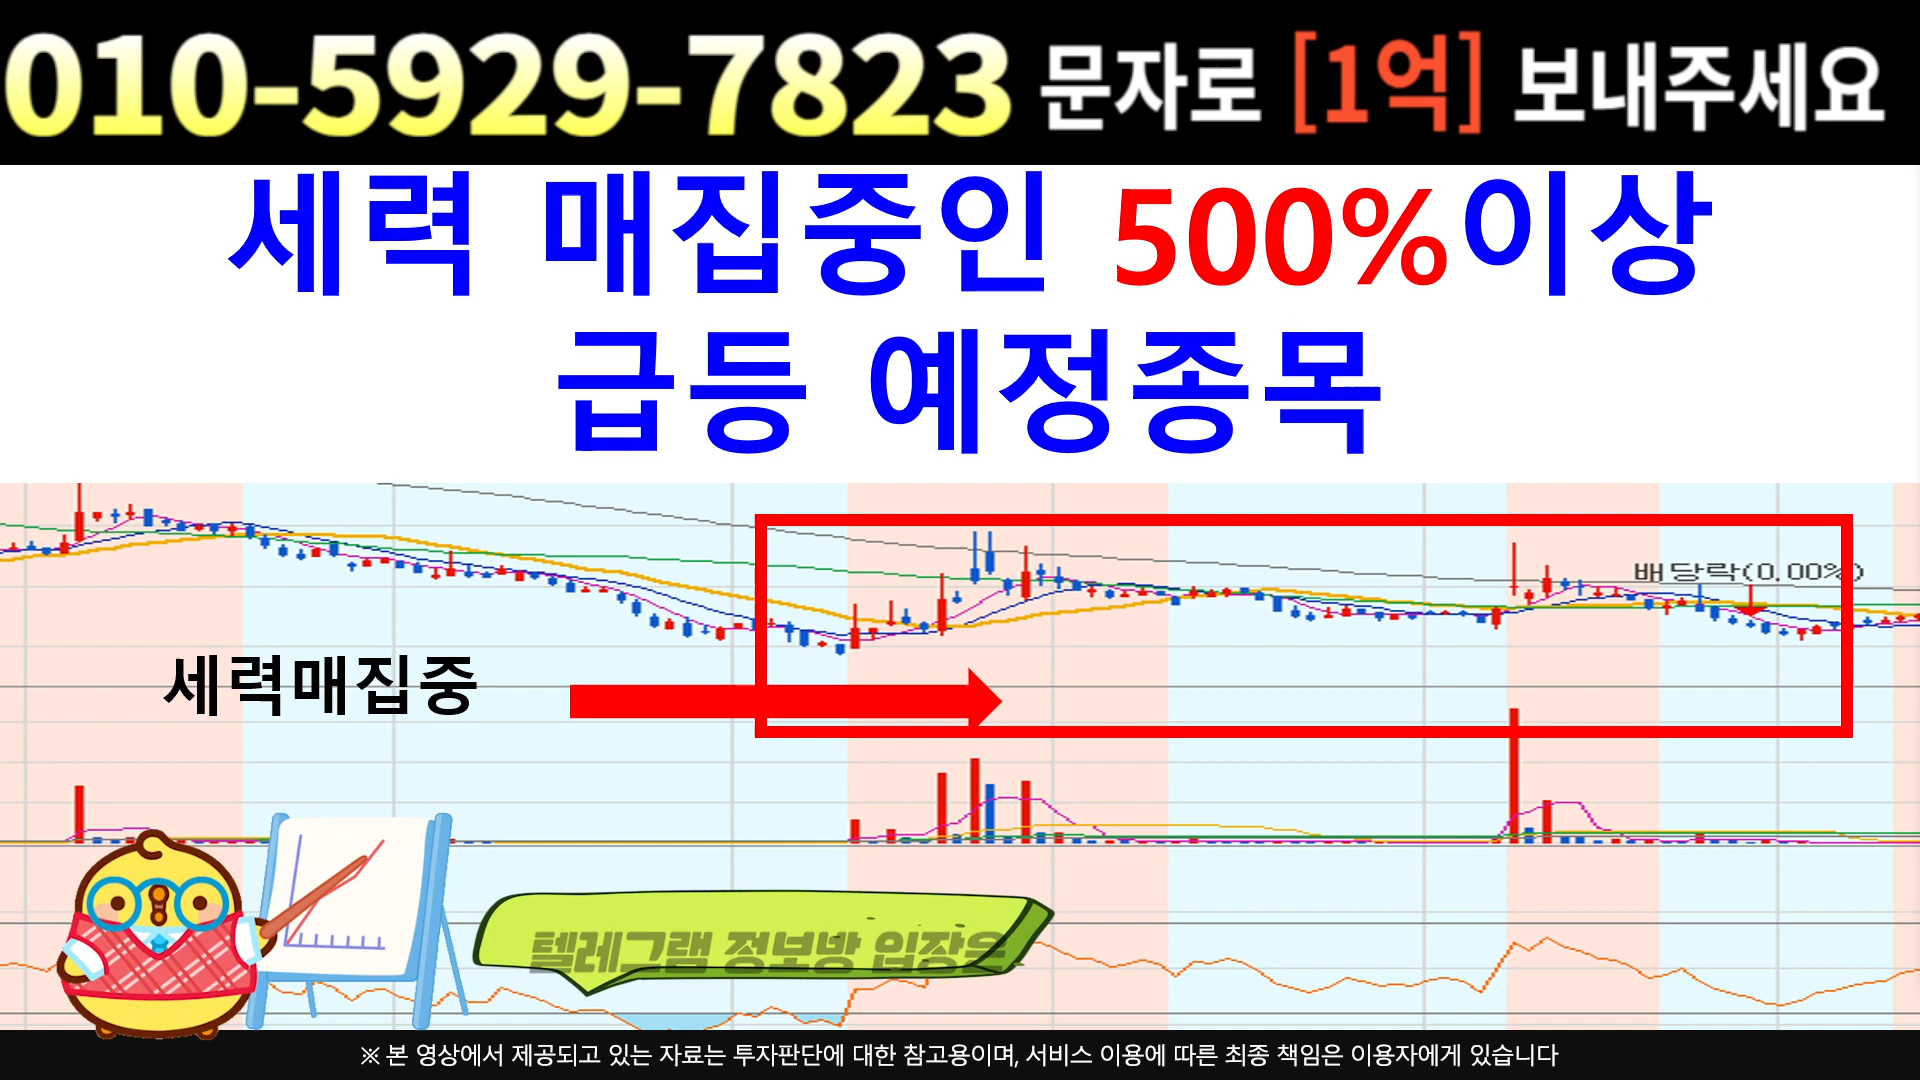 010-5929-7823 문자로 [1억] 보내주세요
세력 매집중인 500%이상
급등 예정종목
배당락(0.00%)
세력매집중
텔레그램 정보방 입장은
※ 본 영상에서 제공되고 있는 자료는 투자판단에 대한 참고용이며, 서비스 이용에 따른 최종 책임은 이용자에게 있습니다